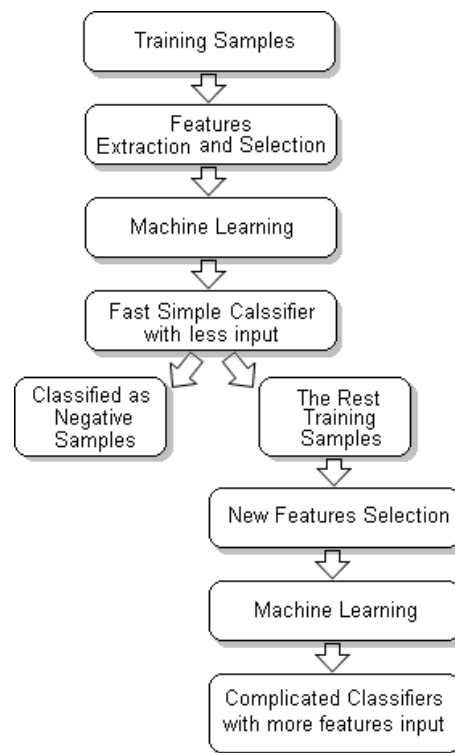 Training Samples
Features
Extraction and Selection
Machine Learning
Fast Simple Calssifier
with less input
Classified as
Negative
Samples
The Rest
Training
Samples
New Features Selection
Machine Learning
Complicated Classifiers
with more features input